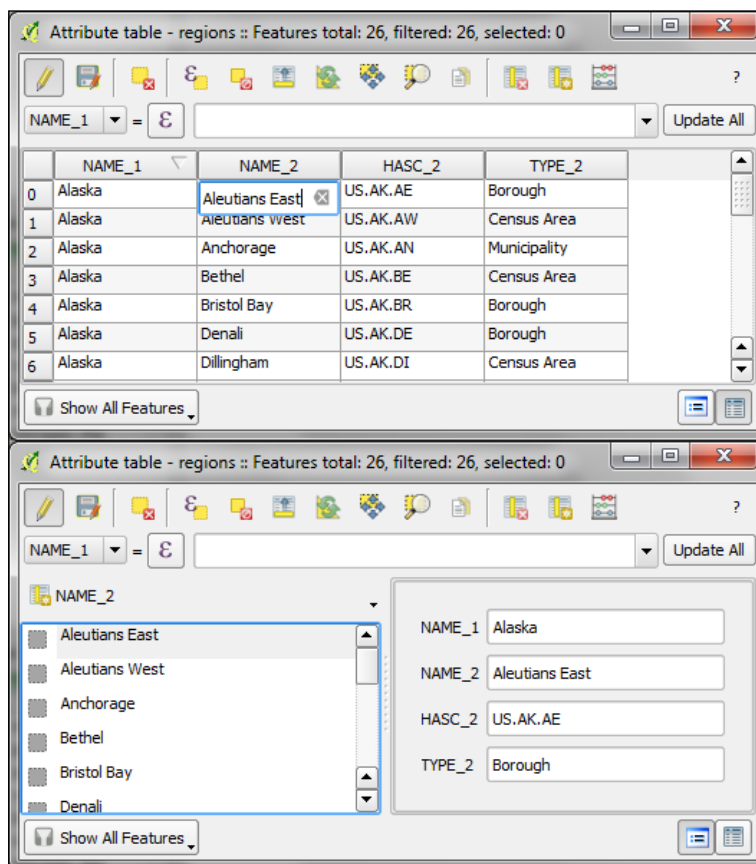 Attribute table - regions :: Features total: 26, filtered: 26, selected: 0
ε ?
NAME_1 = ε Update All
NAME_1 NAME_2 HASC_2 TYPE_2
0 Alaska Aleutians East US.AK.AE Borough
1 Alaska Aleutians West US.AK.AW Census Area
2 Alaska Anchorage US.AK.AN Municipality
3 Alaska Bethel US.AK.BE Census Area
4 Alaska Bristol Bay US.AK.BR Borough
5 Alaska Denali US.AK.DE Borough
6 Alaska Dillingham US.AK.DI Census Area
Show All Features
Attribute table - regions :: Features total: 26, filtered: 26, selected: 0
ε ?
NAME_1 = ε Update All
NAME_2
Aleutians East
Aleutians West
Anchorage
Bethel
Bristol Bay
Denali
NAME_1 Alaska
NAME_2 Aleutians East
HASC_2 US.AK.AE
TYPE_2 Borough
Show All Features